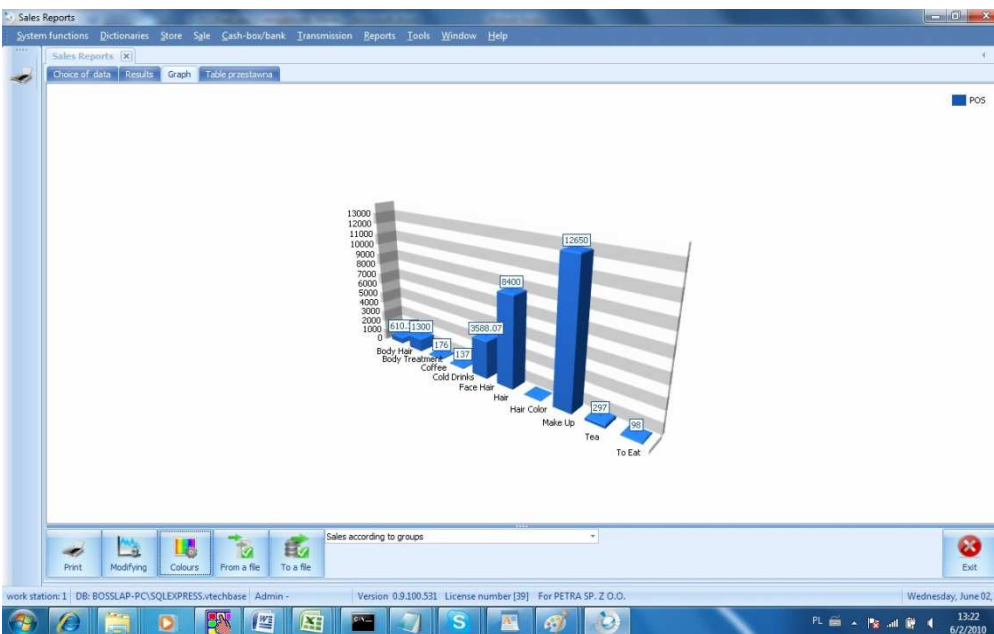 Sales Reports
System functions Dictionaries Store Sale Cash-box/bank Transmission Reports Tools Window Help
Sales Reports
Choice of data Results Graph Table przestawna
POS
13000
12000
11000
10000
9000
8000
7000
6000
5000
4000
3000
2000
1000
0
610.
1300
176
137
3588.07
8400
12650
297
98
Body Hair
Body Treatment
Coffee
Cold Drinks
Face Hair
Hair
Hair Color
Make Up
Tea
To Eat
Sales according to groups
Print Modifying Colours From a file To a file Exit
work station: 1 DB: BOSSLAP-PC\SQLEXPRESS.vtechbase Admin - Version 0.9.100.531 License number [39] For PETRA SP. Z O.O. Wednesday, June 02,
PL 13:22
6/2/2010